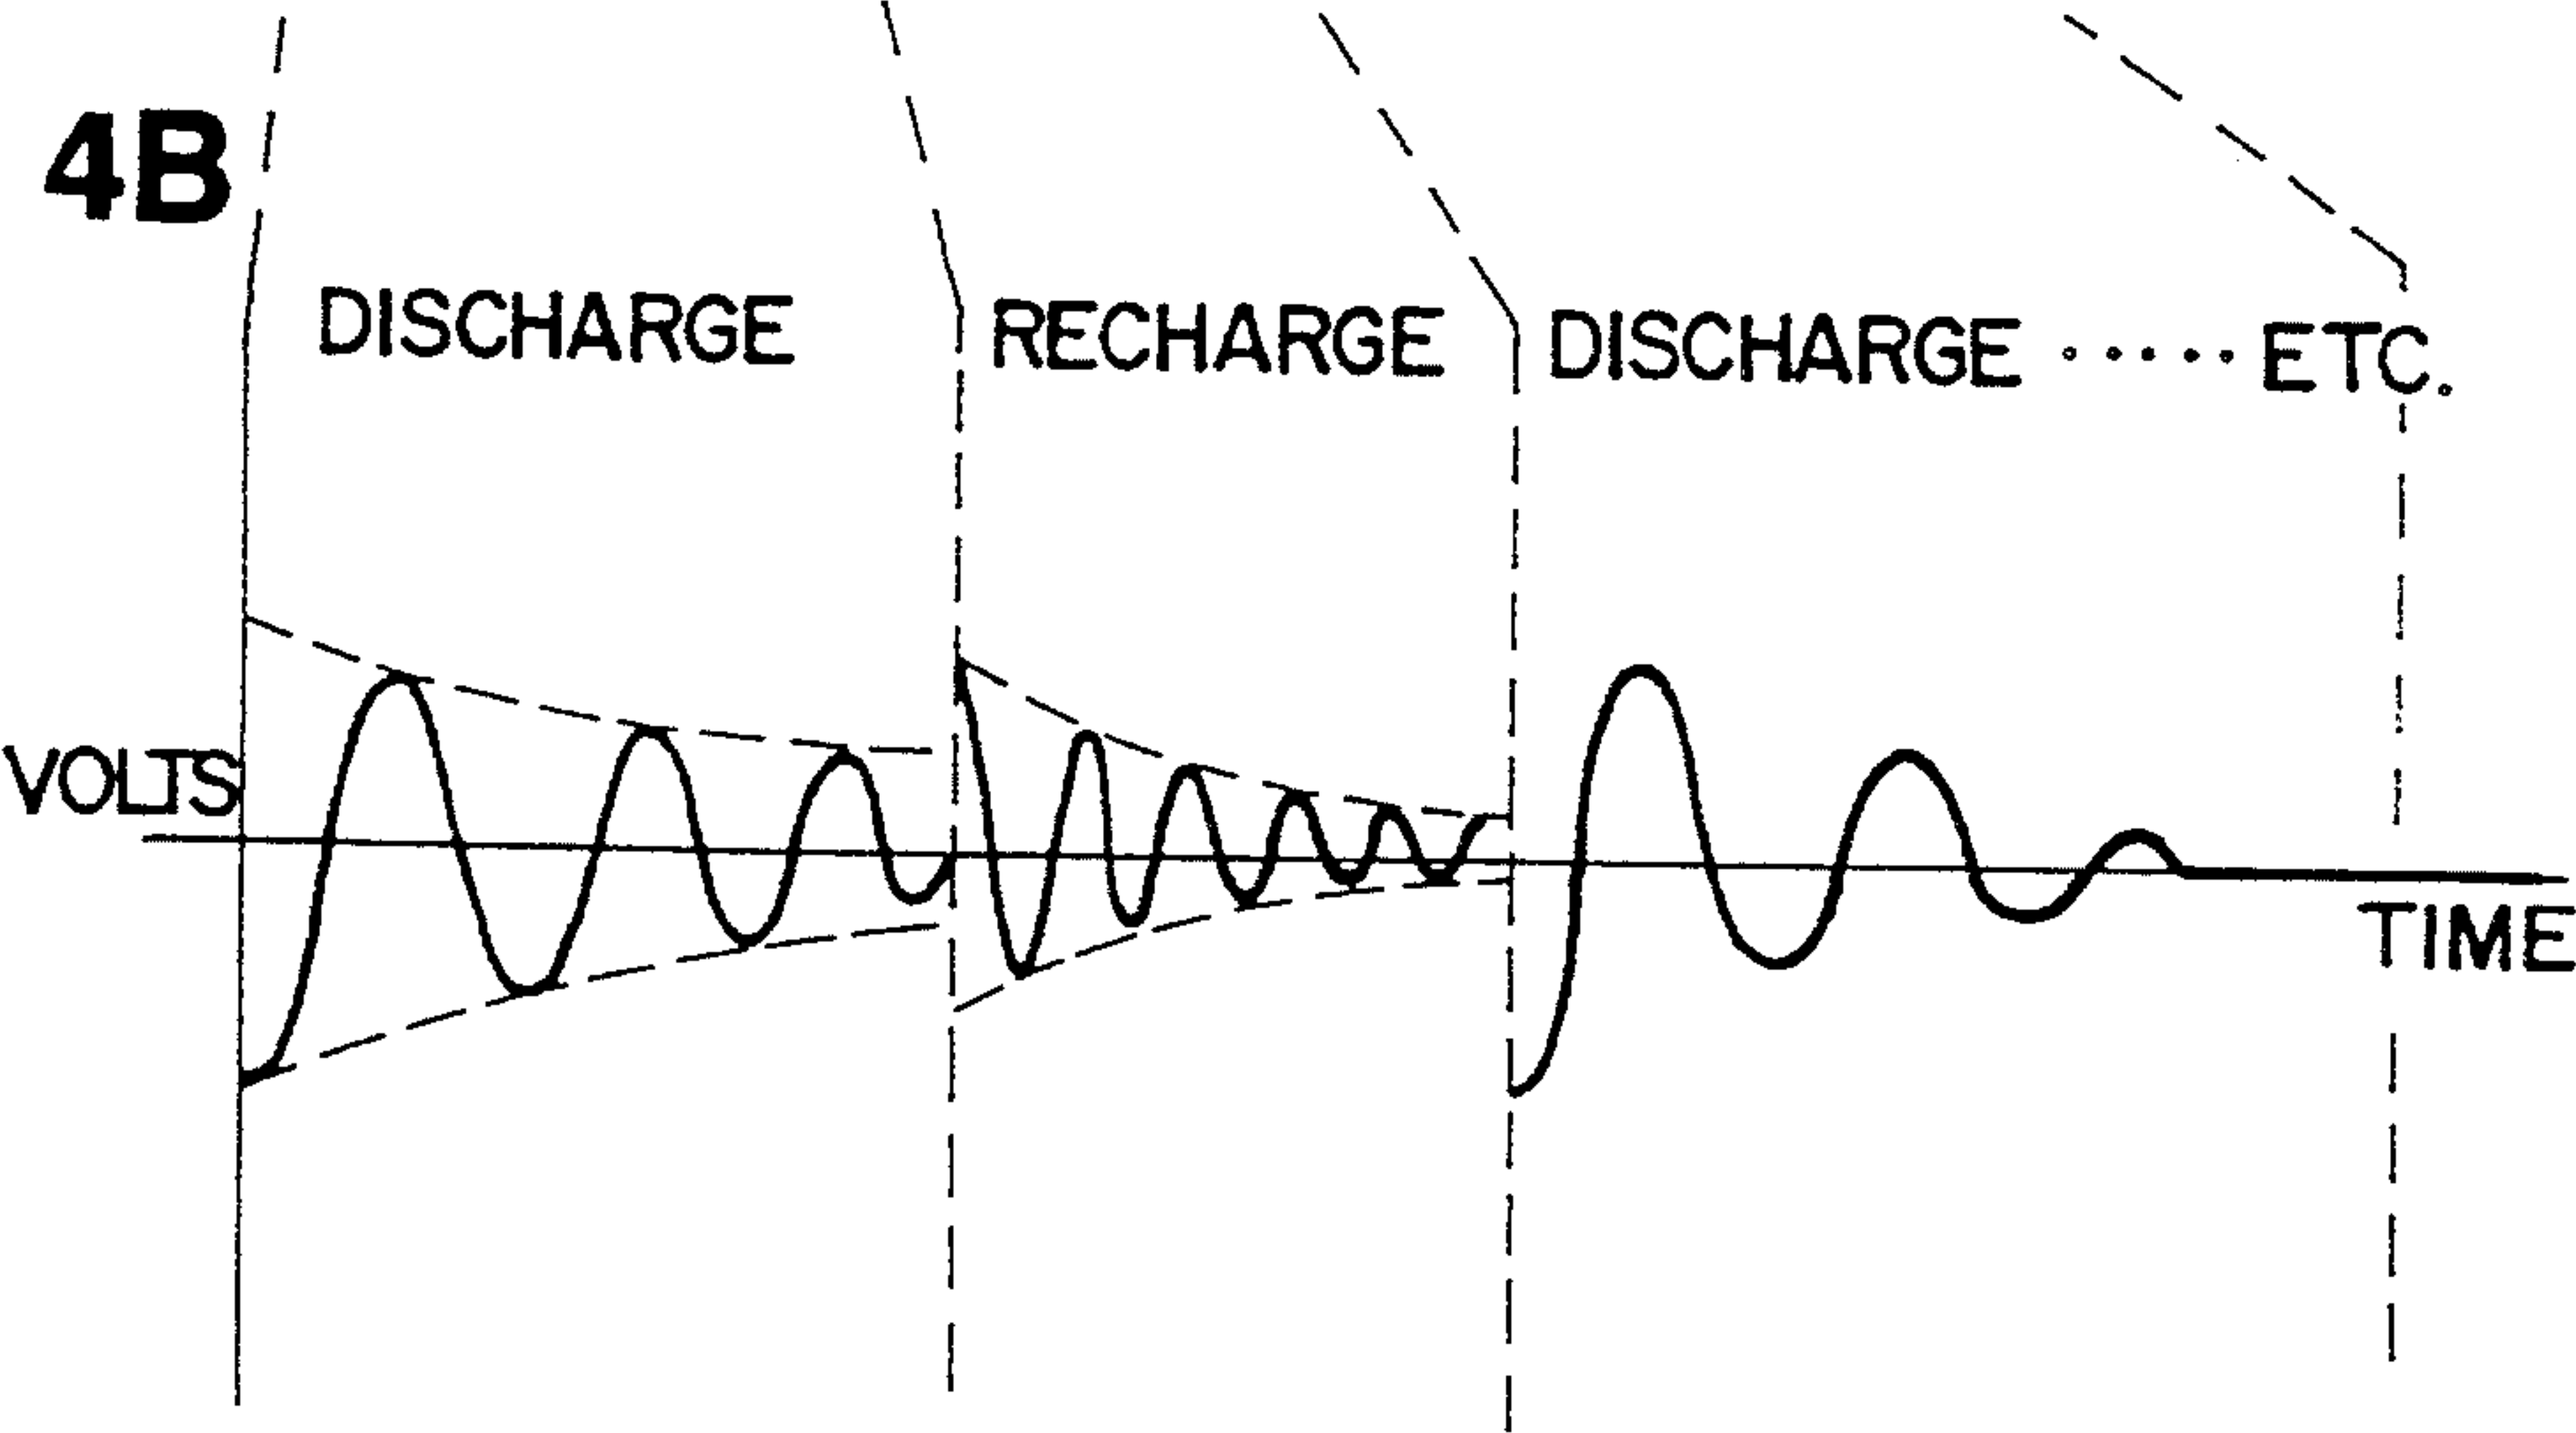 4B
DISCHARGE RECHARGE DISCHARGE ..... ETC.
VOLTS
TIME